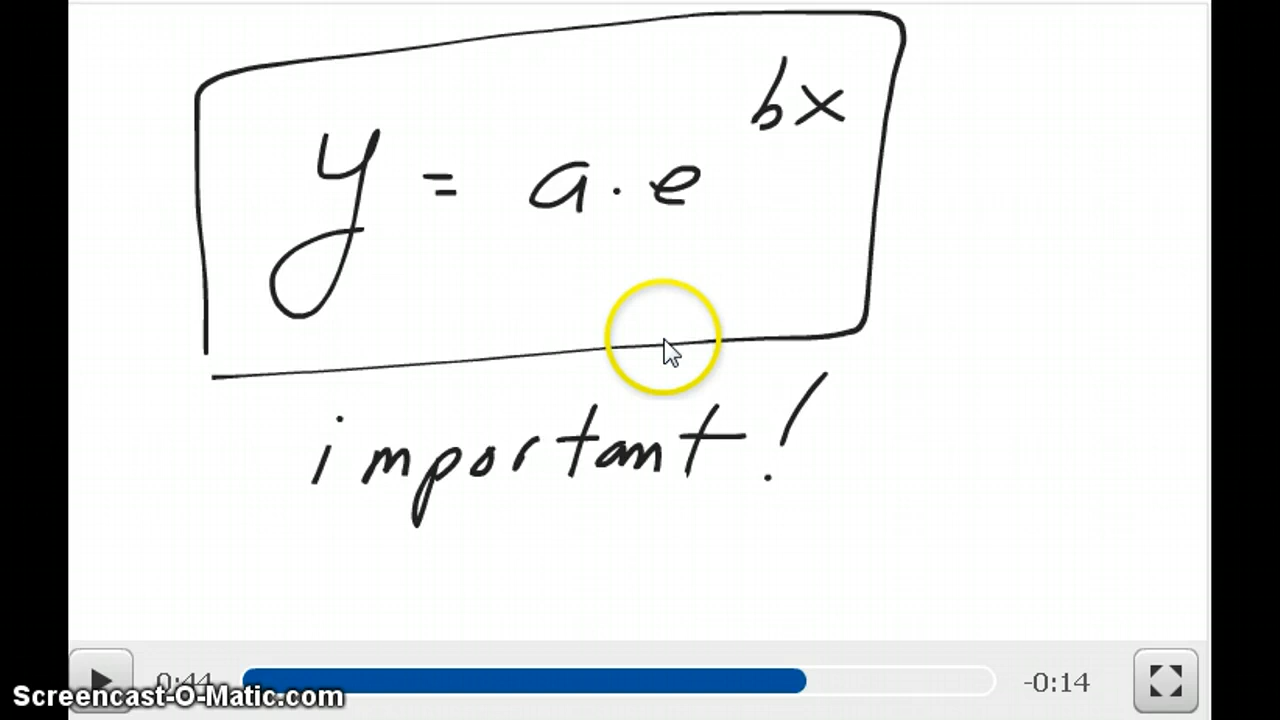 y = a · e^{bx}
important!
0:44 -0:14
Screencast-O-Matic.com